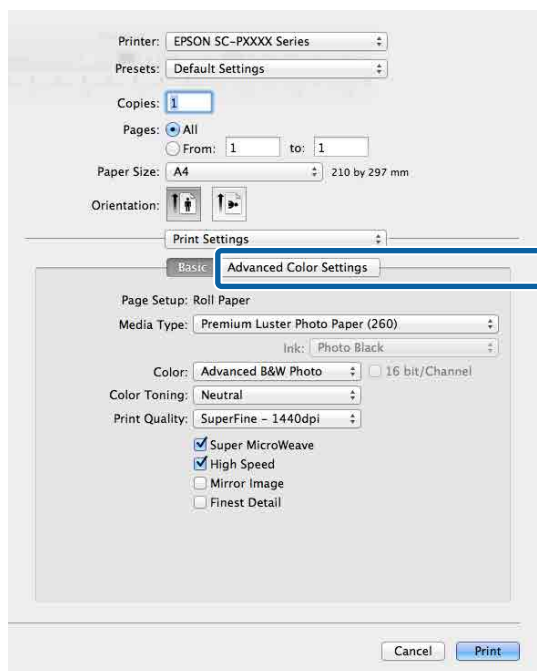 Printer: EPSON SC-PXXXX Series
Presets: Default Settings
Copies: 1
Pages: All
From: 1 to: 1
Paper Size: A4 210 by 297 mm
Orientation:
Print Settings
Basic Advanced Color Settings
Page Setup: Roll Paper
Media Type: Premium Luster Photo Paper (260)
Ink: Photo Black
Color: Advanced B&W Photo 16 bit/Channel
Color Toning: Neutral
Print Quality: SuperFine - 1440dpi
Super MicroWeave
High Speed
Mirror Image
Finest Detail
Cancel Print